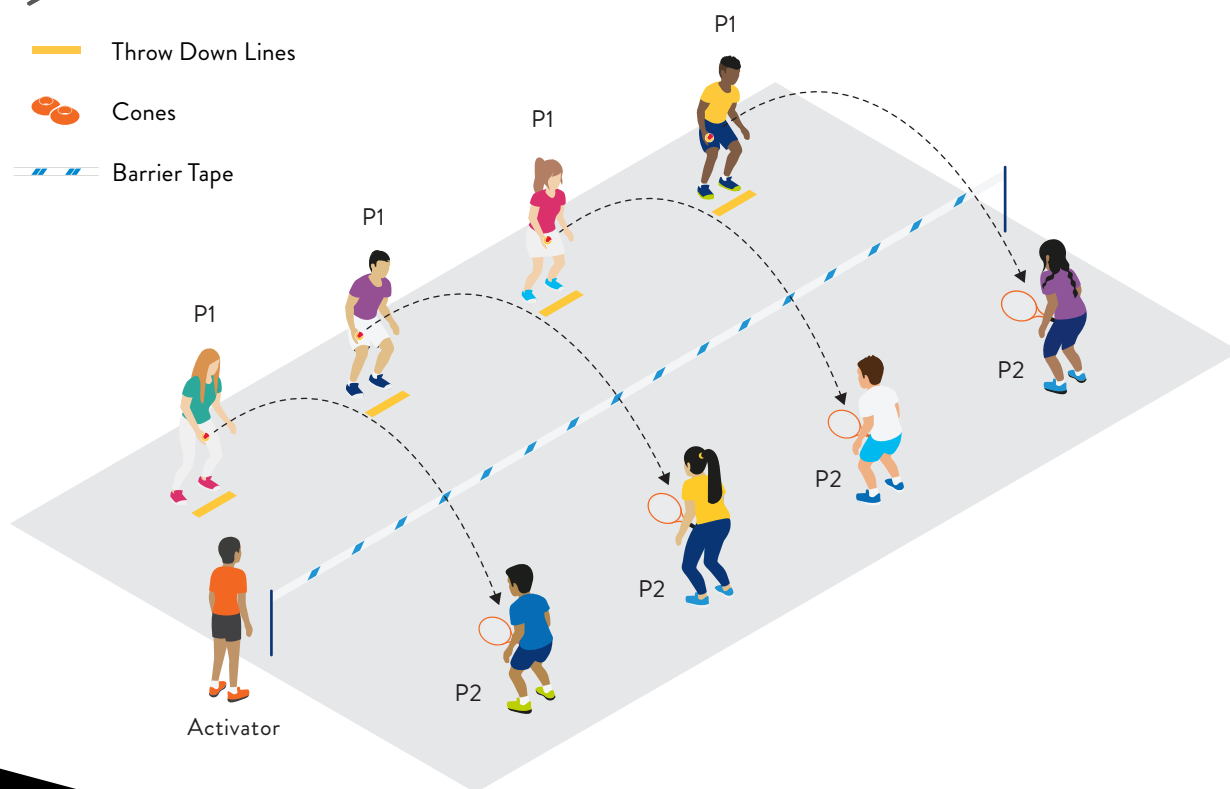 Throw Down Lines
Cones
Barrier Tape
P1
P1
P1
P1
P2
P2
P2
P2
Activator